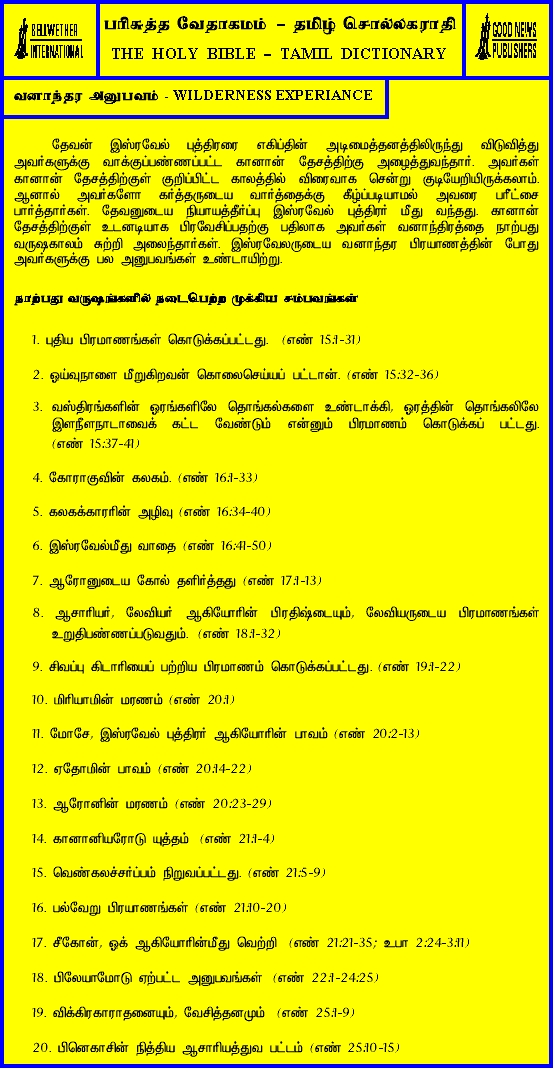 BELLWETHER
INTERNATIONAL
பரிசுத்த வேதாகமம் – தமிழ் சொல்லகராதி
THE HOLY BIBLE – TAMIL DICTIONARY
GOOD NEWS
PUBLISHERS
வனாந்தர அனுபவம் - WILDERNESS EXPERIANCE
தேவன் இஸ்ரவேல் புத்திரரை எகிப்தின் அடிமைத்தனத்திலிருந்து விடுவித்து
அவர்களுக்கு வாக்குப்பண்ணப்பட்ட கானான் தேசத்திற்கு அழைத்துவந்தார். அவர்கள்
கானான் தேசத்திற்குள் குறிப்பிட்ட காலத்தில் விரைவாக சென்று குடியேறியிருக்கலாம்.
ஆனால் அவர்களோ கர்த்தருடைய வார்த்தைக்கு கீழ்ப்படியாமல் அவரை பரீட்சை
பார்த்தார்கள். தேவனுடைய நியாயத்தீர்ப்பு இஸ்ரவேல் புத்திரர் மீது வந்தது. கானான்
தேசத்திற்குள் உடனடியாக பிரவேசிப்பதற்கு பதிலாக அவர்கள் வனாந்திரத்தை நாற்பது
வருஷகாலம் சுற்றி அலைந்தார்கள். இஸ்ரவேலருடைய வனாந்தர பிரயாணத்தின் போது
அவர்களுக்கு பல அனுபவங்கள் உண்டாயிற்று.
நாற்பது வருஷங்களில் நடைபெற்ற முக்கிய சம்பவங்கள்
1. புதிய பிரமாணங்கள் கொடுக்கப்பட்டது. (எண் 15:1-31)
2. ஓய்வுநாளை மீறுகிறவன் கொலைசெய்யப் பட்டான். (எண் 15:32-36)
3. வஸ்திரங்களின் ஓரங்களிலே தொங்கல்களை உண்டாக்கி, ஓரத்தின் தொங்கலிலே
இளநீலநாடாவைக் கட்ட வேண்டும் என்னும் பிரமாணம் கொடுக்கப் பட்டது.
(எண் 15:37-41)
4. கோராகுவின் கலகம். (எண் 16:1-33)
5. கலகக்காரரின் அழிவு (எண் 16:34-40)
6. இஸ்ரவேல்மீது வாதை (எண் 16:41-50)
7. ஆரோனுடைய கோல் தளிர்த்தது (எண் 17:1-13)
8. ஆசாரியர், லேவியர் ஆகியோரின் பிரதிஷ்டையும், லேவியருடைய பிரமாணங்கள்
உறுதிபண்ணப்படுவதும். (எண் 18:1-32)
9. சிவப்பு கிடாரியைப் பற்றிய பிரமாணம் கொடுக்கப்பட்டது. (எண் 19:1-22)
10. மிரியாமின் மரணம் (எண் 20:1)
11. மோசே, இஸ்ரவேல் புத்திரர் ஆகியோரின் பாவம் (எண் 20:2-13)
12. ஏதோமின் பாவம் (எண் 20:14-22)
13. ஆரோனின் மரணம் (எண் 20:23-29)
14. கானானியரோடு யுத்தம் (எண் 21:1-4)
15. வெண்கலச்சர்ப்பம் நிறுவப்பட்டது. (எண் 21:5-9)
16. பல்வேறு பிரயாணங்கள் (எண் 21:10-20)
17. சீகோன், ஓக் ஆகியோரின்மீது வெற்றி (எண் 21:21-35; உபா 2:24-3:11)
18. பிலேயாமோடு ஏற்பட்ட அனுபவங்கள் (எண் 22:1-24:25)
19. விக்கிரகாராதனையும், வேசித்தனமும் (எண் 25:1-9)
20. பினெகாசின் நித்திய ஆசாரியத்துவ பட்டம் (எண் 25:10-15)